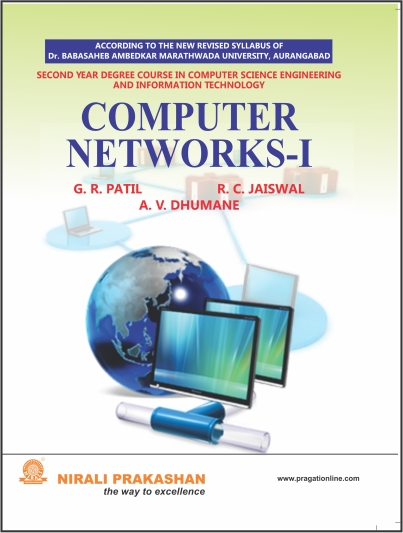 ACCORDING TO THE NEW REVISED SYLLABUS OF
Dr. BABASAHEB AMBEDKAR MARATHWADA UNIVERSITY, AURANGABAD
SECOND YEAR DEGREE COURSE IN COMPUTER SCIENCE ENGINEERING
AND INFORMATION TECHNOLOGY
COMPUTER
NETWORKS-I
G. R. PATIL R. C. JAISWAL
A. V. DHUMANE
NIRALI PRAKASHAN
the way to excellence
www.pragationline.com